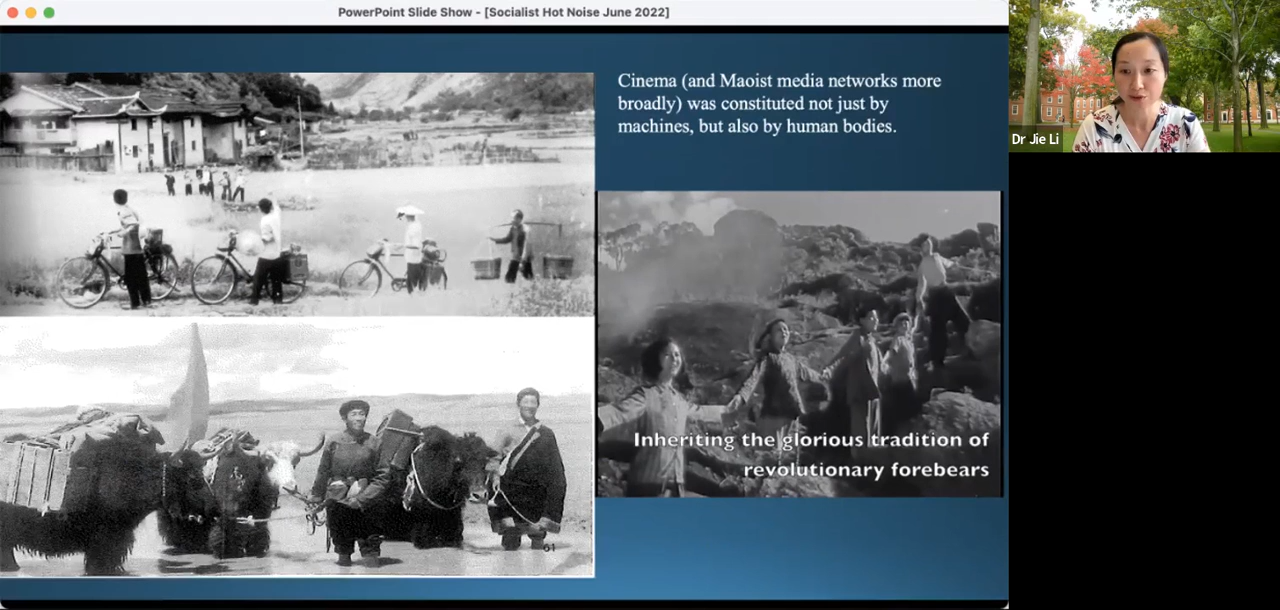 PowerPoint Slide Show - [Socialist Hot Noise June 2022]
Cinema (and Maoist media networks more
broadly) was constituted not just by
machines, but also by human bodies.
Dr Jie Li
Inheriting the glorious tradition of
revolutionary forebears
61